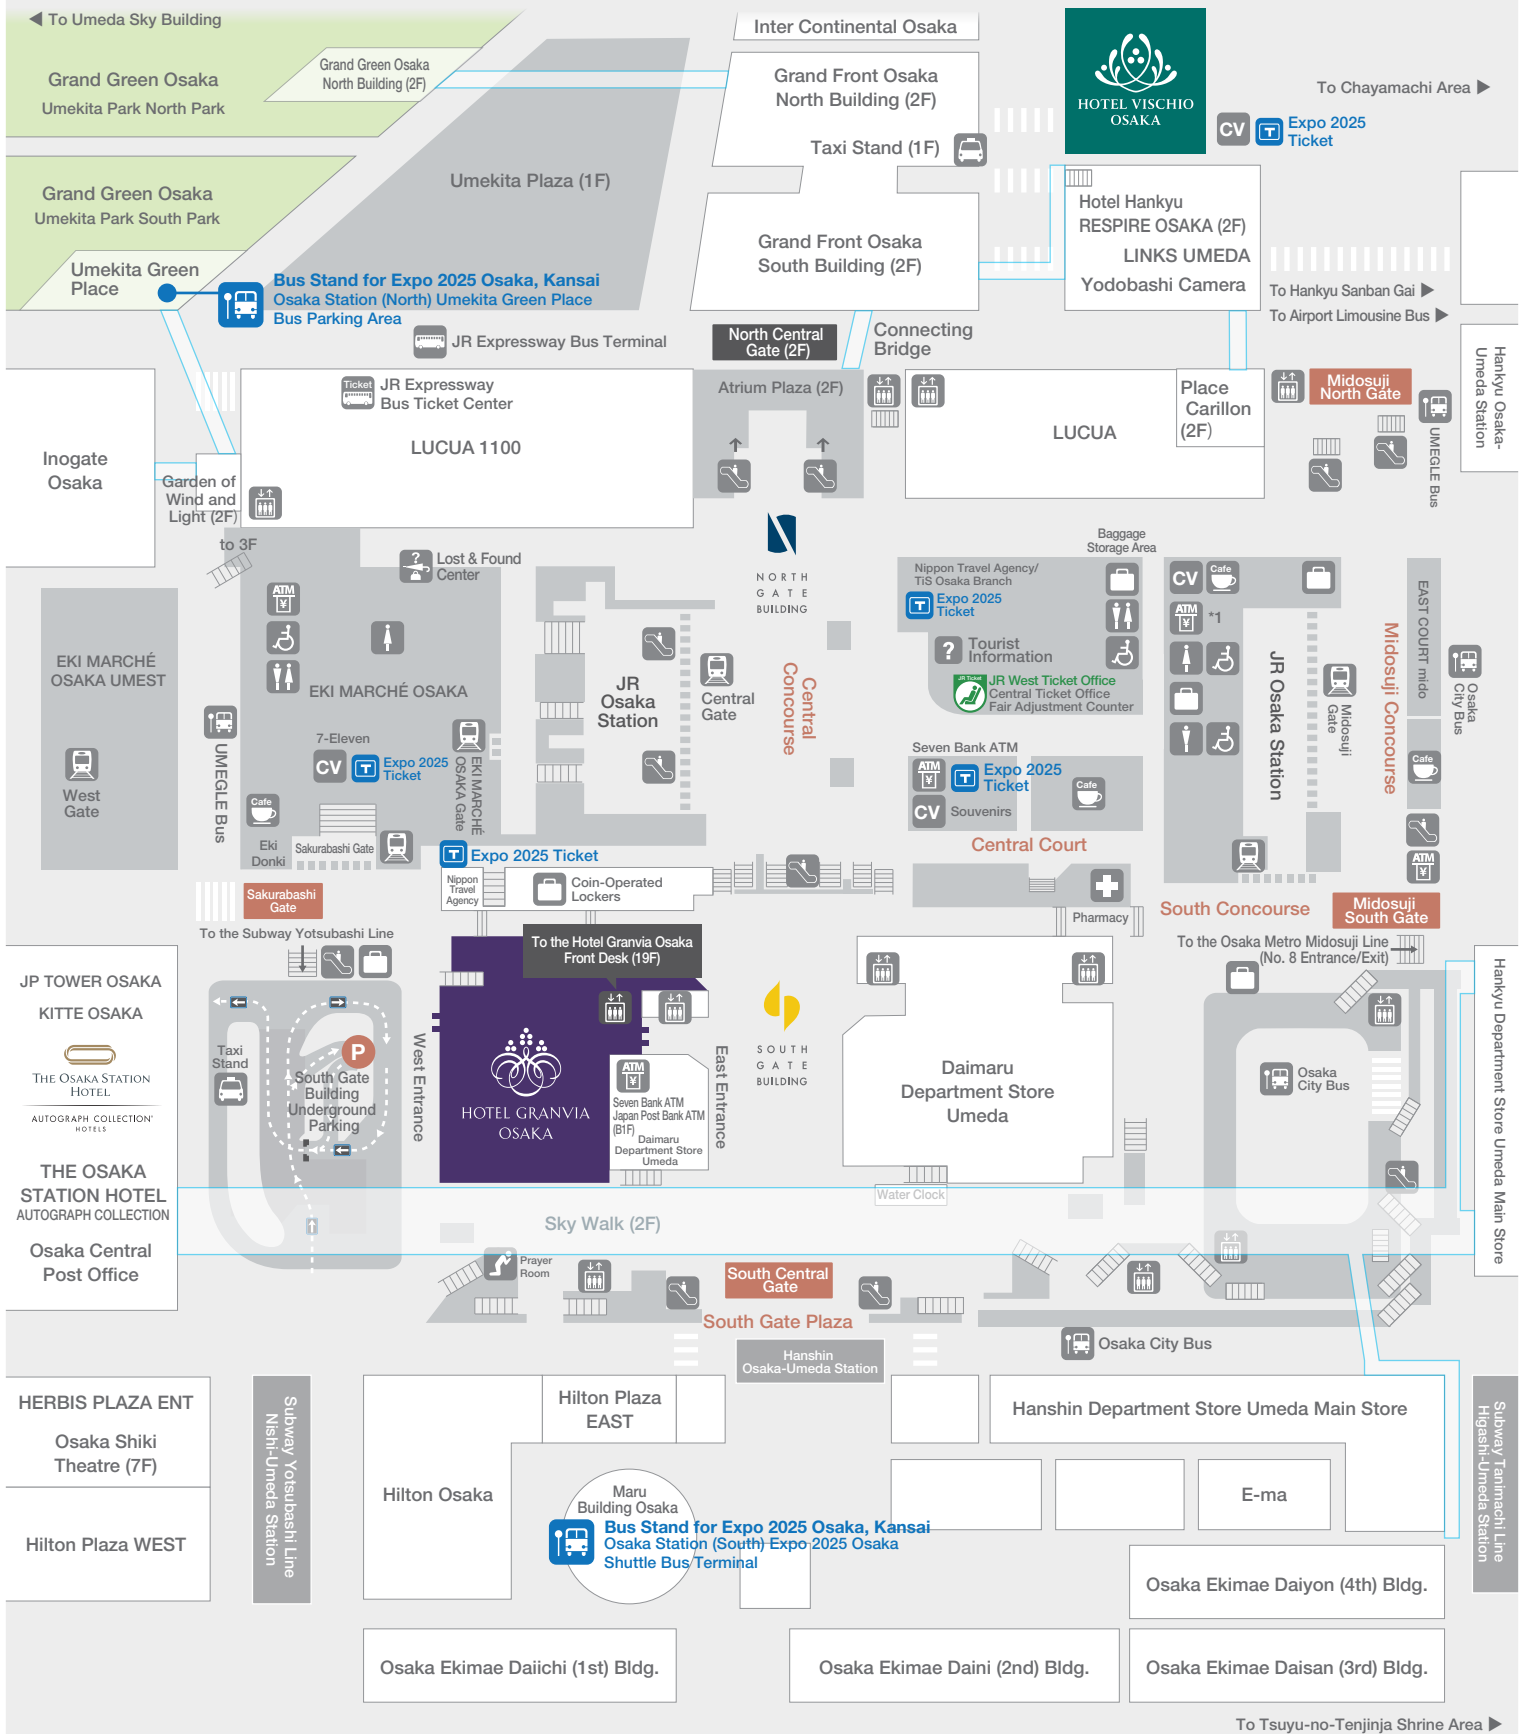 ◀ To Umeda Sky Building
Grand Green Osaka
Umekita Park North Park
Grand Green Osaka
North Building (2F)
Inter Continental Osaka
Grand Front Osaka
North Building (2F)
Taxi Stand (1F)
HOTEL VISCHIO
OSAKA
To Chayamachi Area ▶
CV
T
Expo 2025
Ticket
Grand Green Osaka
Umekita Park South Park
Umekita Plaza (1F)
Umekita Green
Place
Bus Stand for Expo 2025 Osaka, Kansai
Osaka Station (North) Umekita Green Place
Bus Parking Area
Grand Front Osaka
South Building (2F)
Hotel Hankyu
RESPIRE OSAKA (2F)
LINKS UMEDA
Yodobashi Camera
To Hankyu Sanban Gai ▶
To Airport Limousine Bus ▶
JR Expressway Bus Terminal
North Central
Gate (2F)
Connecting
Bridge
Ticket
JR Expressway
Bus Ticket Center
LUCUA 1100
Atrium Plaza (2F)
LUCUA
Place
Carillon
(2F)
Midosuji
North Gate
UMEGLE Bus
Hankyu Osaka-
Umeda Station
Inogate
Osaka
Garden of
Wind and
Light (2F)
to 3F
Lost & Found
Center
NORTH
GATE
BUILDING
Baggage
Storage Area
Nippon Travel Agency/
TiS Osaka Branch
T
Expo 2025
Ticket
?
Tourist
Information
JR Ticket
JR West Ticket Office
Central Ticket Office
Fair Adjustment Counter
CV
Cafe
ATM
¥
*1
JR Osaka Station
Midosuji
Gate
Midosuji Concourse
EAST COURT mido
Osaka
City Bus
Cafe
ATM
¥
EKI MARCHÉ
OSAKA UMEST
West
Gate
ATM
¥
EKI MARCHÉ OSAKA
UMEGLE Bus
7-Eleven
CV
T
Expo 2025
Ticket
EKI MARCHÉ
OSAKA Gate
Cafe
Eki
Donki
Sakurabashi Gate
JR
Osaka
Station
Central
Gate
Central
Concourse
Seven Bank ATM
ATM
¥
T
Expo 2025
Ticket
CV
Souvenirs
Cafe
Central Court
T
Expo 2025 Ticket
Nippon
Travel
Agency
Coin-Operated
Lockers
Sakurabashi
Gate
To the Subway Yotsubashi Line
Pharmacy
South Concourse
Midosuji
South Gate
To the Osaka Metro Midosuji Line
(No. 8 Entrance/Exit)
JP TOWER OSAKA
KITTE OSAKA
THE OSAKA STATION
HOTEL
AUTOGRAPH COLLECTION®
HOTELS
THE OSAKA
STATION HOTEL
AUTOGRAPH COLLECTION
Osaka Central
Post Office
Taxi
Stand
P
South Gate
Building
Underground
Parking
West Entrance
To the Hotel Granvia Osaka
Front Desk (19F)
HOTEL GRANVIA
OSAKA
ATM
¥
Seven Bank ATM
Japan Post Bank ATM
(B1F)
Daimaru
Department Store
Umeda
East Entrance
SOUTH
GATE
BUILDING
Daimaru
Department Store
Umeda
Water Clock
Osaka
City Bus
Hankyu Department Store Umeda Main Store
Sky Walk (2F)
Prayer
Room
South Central
Gate
South Gate Plaza
Hanshin
Osaka-Umeda Station
Osaka City Bus
HERBIS PLAZA ENT
Osaka Shiki
Theatre (7F)
Hilton Plaza WEST
Subway Yotsubashi Line
Nishi-Umeda Station
Hilton Plaza
EAST
Hilton Osaka
Maru
Building Osaka
Bus Stand for Expo 2025 Osaka, Kansai
Osaka Station (South) Expo 2025 Osaka
Shuttle Bus Terminal
Hanshin Department Store Umeda Main Store
E-ma
Subway Tanimachi Line
Higashi-Umeda Station
Osaka Ekimae Daiyon (4th) Bldg.
Osaka Ekimae Daiichi (1st) Bldg.
Osaka Ekimae Daini (2nd) Bldg.
Osaka Ekimae Daisan (3rd) Bldg.
To Tsuyu-no-Tenjinja Shrine Area ▶